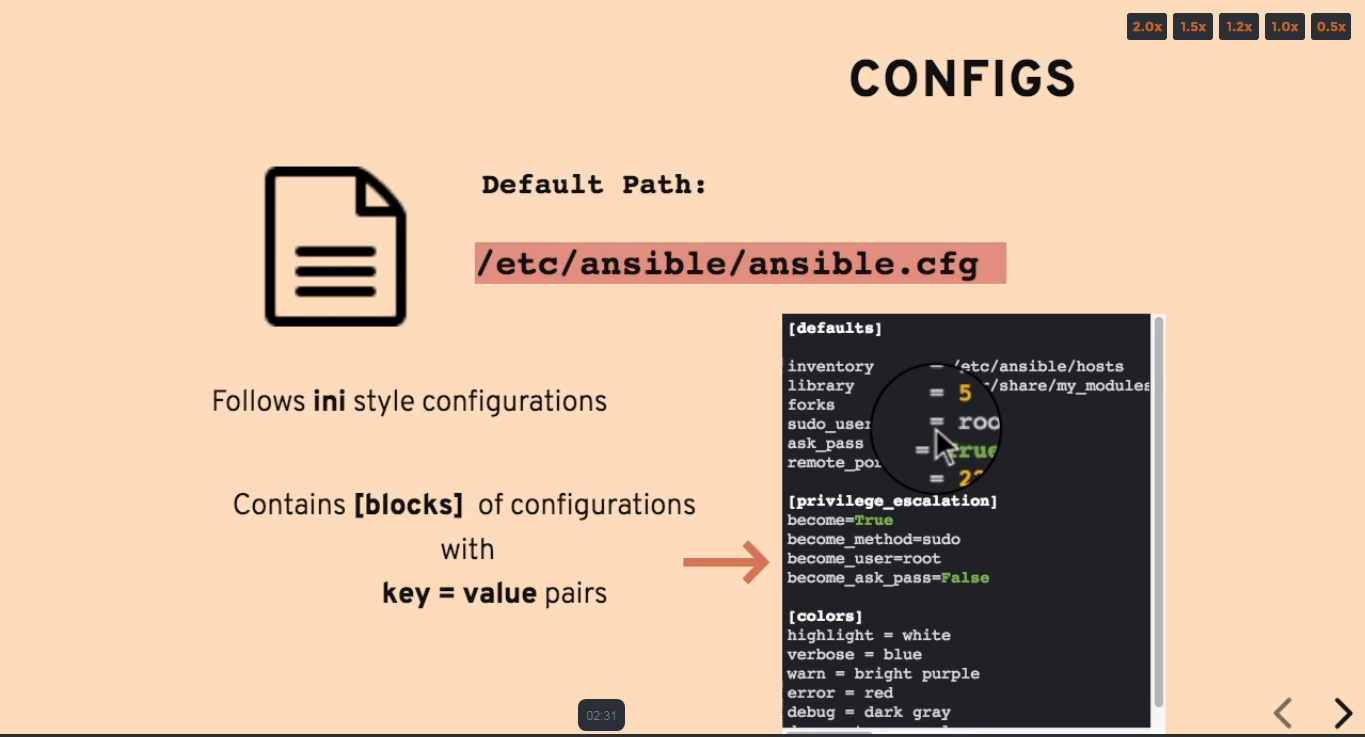 2.0x 1.5x 1.2x 1.0x 0.5x
CONFIGS
Default Path:
/etc/ansible/ansible.cfg
Follows ini style configurations
Contains [blocks] of configurations
with
key = value pairs
[defaults]
inventory = /etc/ansible/hosts
library /share/my_modules
forks = 5
sudo_user =
ask_pass =
=
[privilege_escalation]
become=True
become_method=sudo
become_user=root
become_ask_pass=False
[colors]
highlight = white
verbose = blue
warn = bright purple
error = red
debug = dark gray
02:31